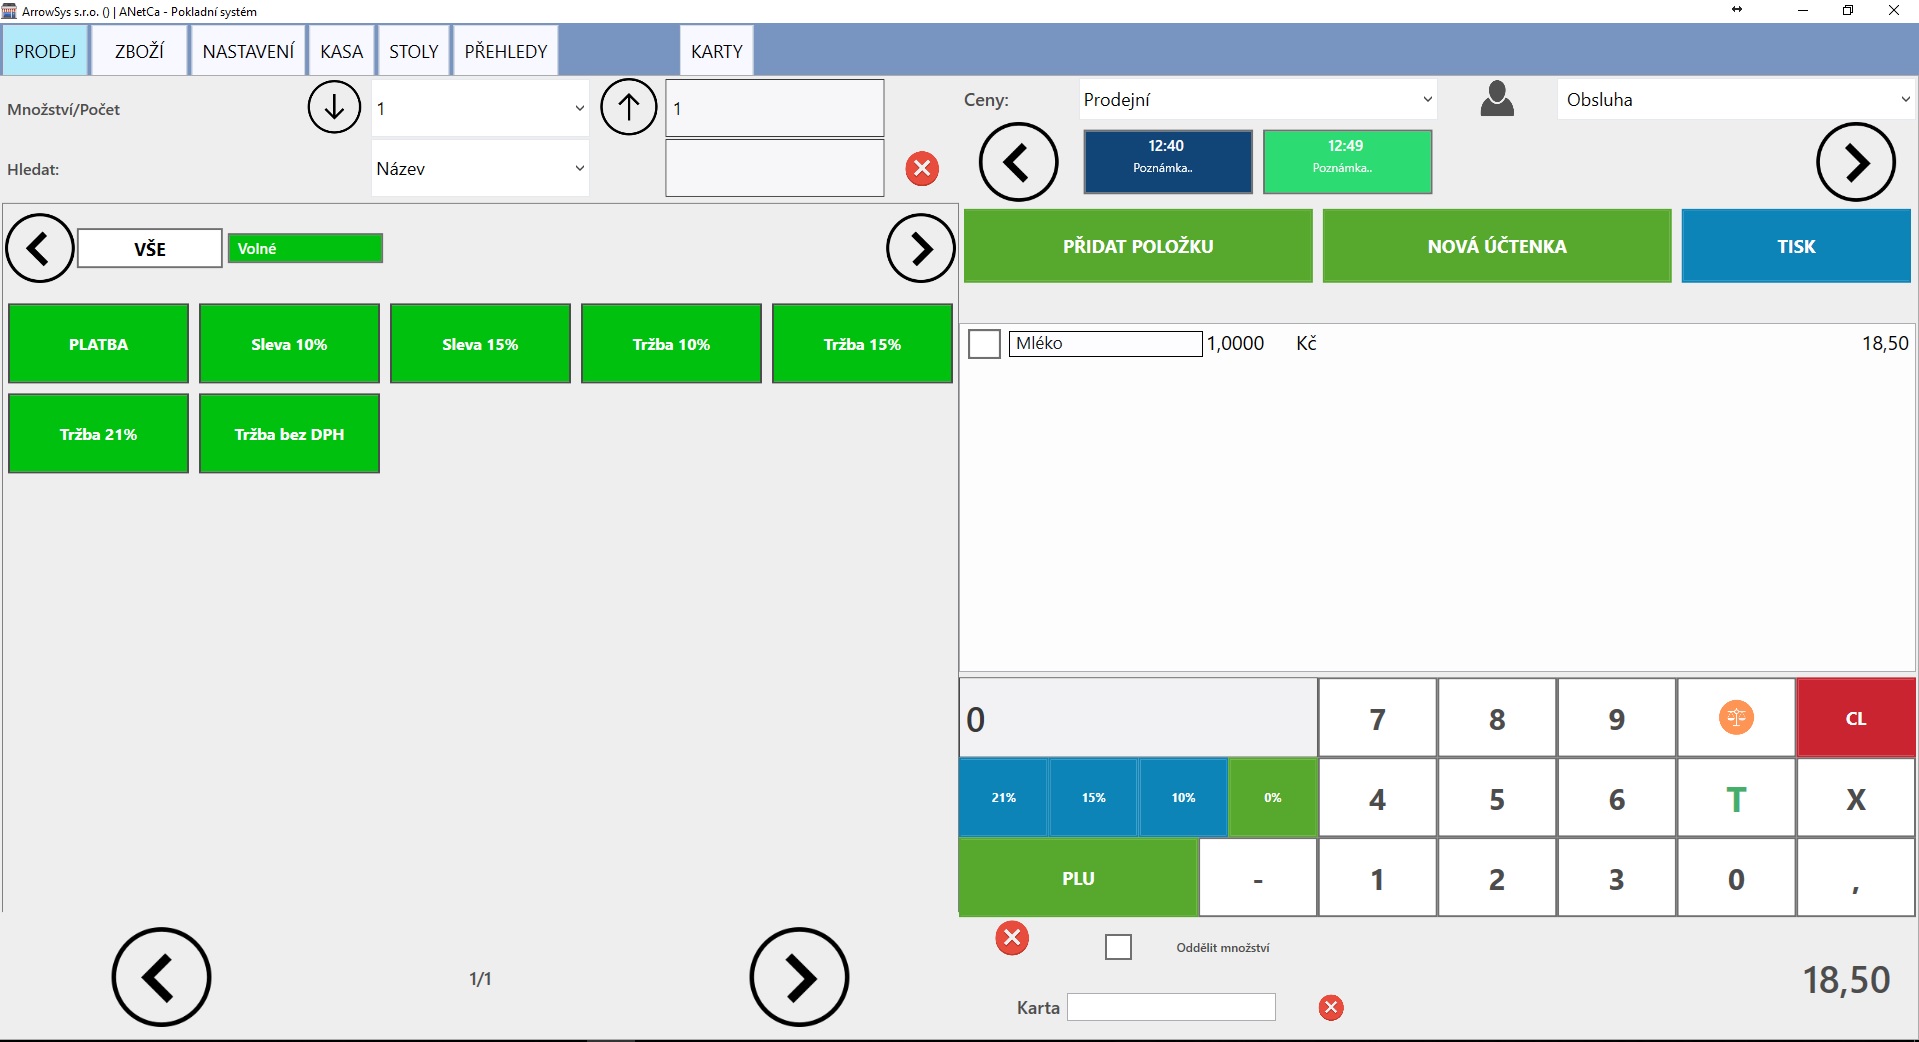 ArrowSys s.r.o. () | ANetCa - Pokladní systém
PRODEJ ZBOŽÍ NASTAVENÍ KASA STOLY PŘEHLEDY KARTY
Množství/Počet 1 1
Hledat: Název
Ceny: Prodejní Obsluha
12:40 12:49
Poznámka.. Poznámka..
VŠE Volné
PŘIDAT POLOŽKU NOVÁ ÚČTENKA TISK
PLATBA Sleva 10% Sleva 15% Tržba 10% Tržba 15%
Tržba 21% Tržba bez DPH
Mléko 1,0000 Kč 18,50
0 7 8 9 CL
21% 15% 10% 0% 4 5 6 T X
PLU - 1 2 3 0 ,
Oddělit množství
1/1
18,50
Karta